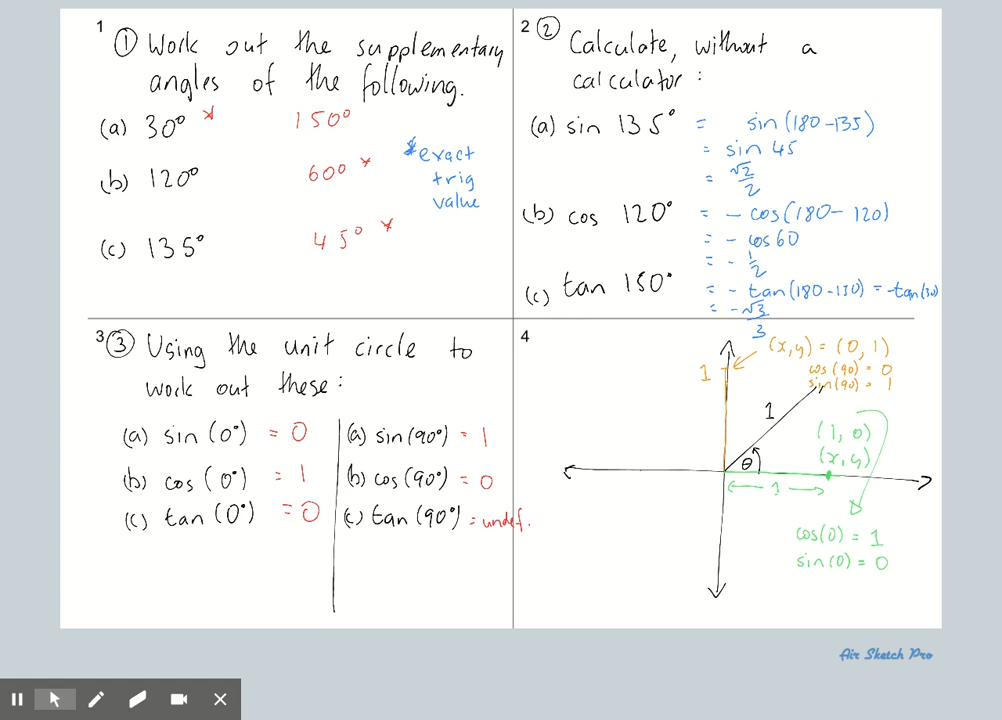 1
① Work out the supplementary
angles of the following.
(a) 30° * 150°
(b) 120° 60° *
(c) 135° 45° *
*exact
trig
value
2 ② Calculate, without a
calculator:
(a) sin 135° = sin(180-135)
= sin 45
= √2/2
(b) cos 120° = - cos(180-120)
= - cos60
= - 1/2
(c) tan 150° = - tan(180-150) = -tan(30)
= -√3/3
3 ③ Using the unit circle to
work out these:
(a) sin(0°) = 0
(b) cos(0°) = 1
(c) tan(0°) = 0
(a) sin(90°) = 1
(b) cos(90°) = 0
(c) tan(90°) = undef.
4
(x,y) = (0,1)
cos(90) = 0
sin(90) = 1
1
1
θ
(1,0)
(x,y)
1
cos(0) = 1
sin(0) = 0
Air Sketch Pro